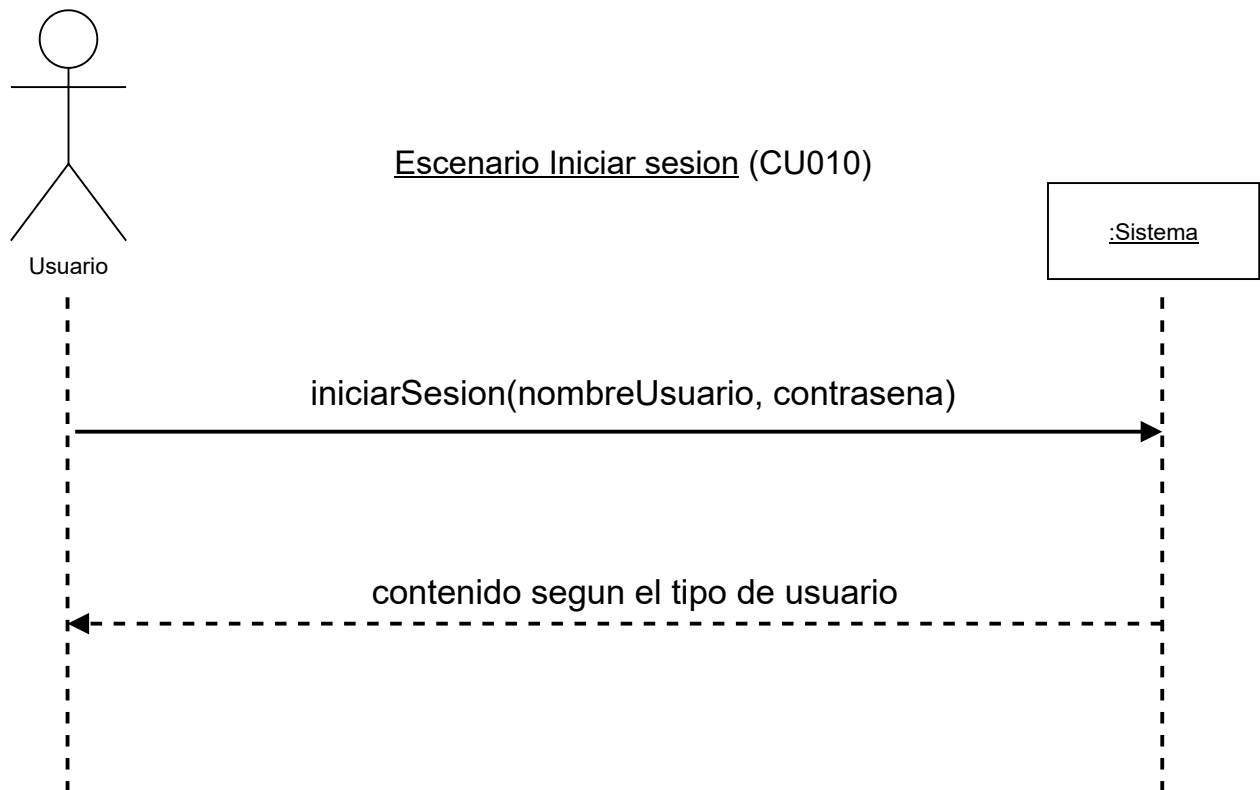 Escenario Iniciar sesion (CU010)
:Sistema
Usuario
iniciarSesion(nombreUsuario, contrasena)
contenido segun el tipo de usuario